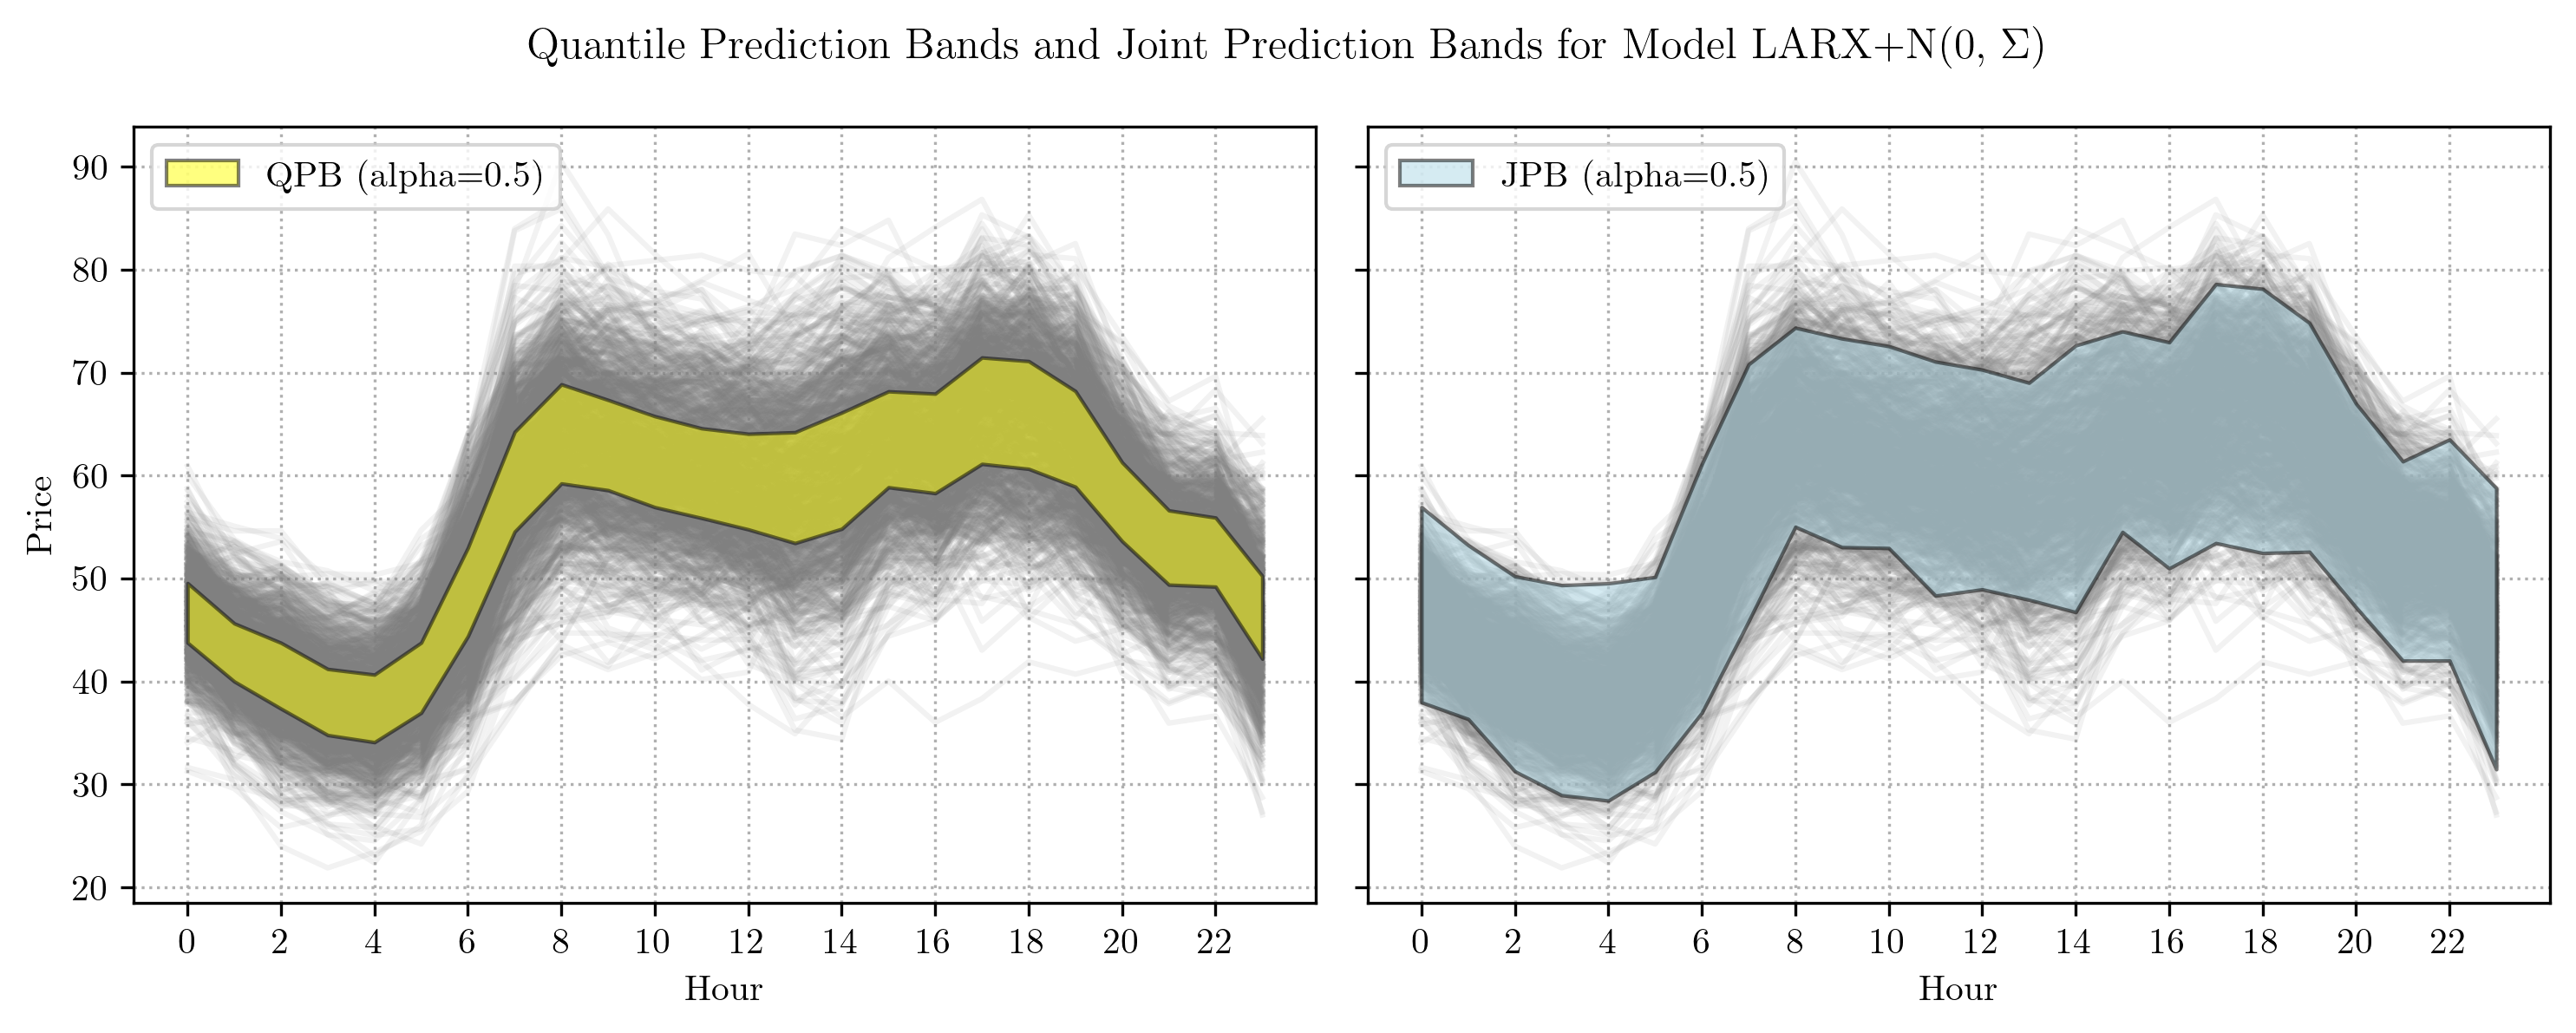 Quantile Prediction Bands and Joint Prediction Bands for Model LARX+N(0, Σ)
QPB (alpha=0.5)
90
80
70
60
50
40
30
20
Price
0 2 4 6 8 10 12 14 16 18 20 22
Hour
JPB (alpha=0.5)
0 2 4 6 8 10 12 14 16 18 20 22
Hour